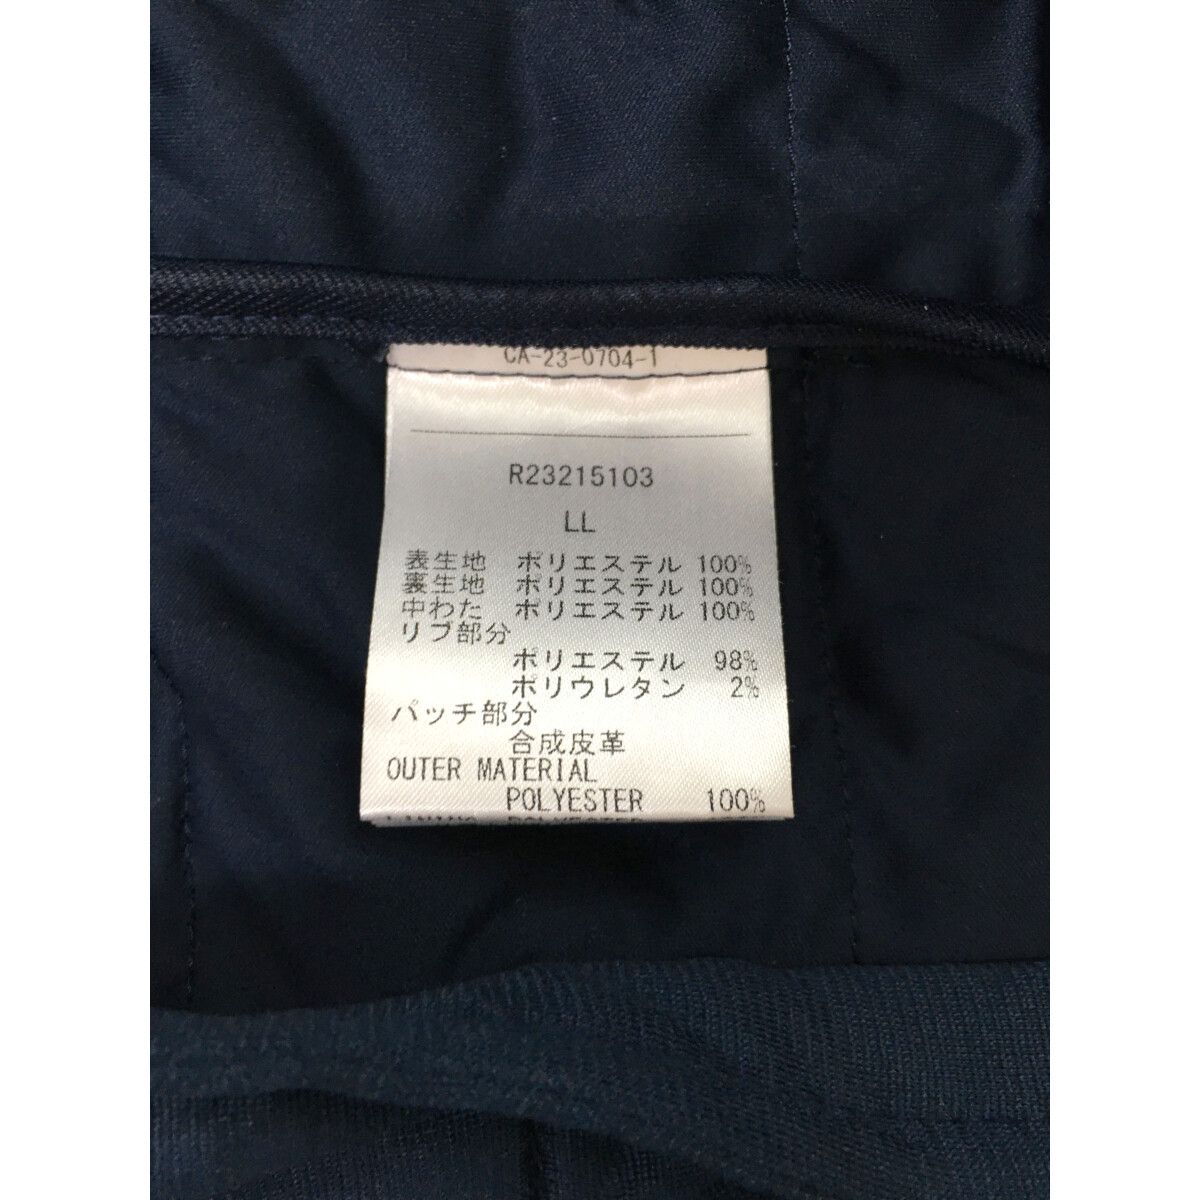 CA-23-0704-1
R23215103
LL
表生地 ポリエステル 100%
裏生地 ポリエステル 100%
中わた ポリエステル 100%
リブ部分
ポリエステル 98%
ポリウレタン 2%
パッチ部分
合成皮革
OUTER MATERIAL
POLYESTER 100%